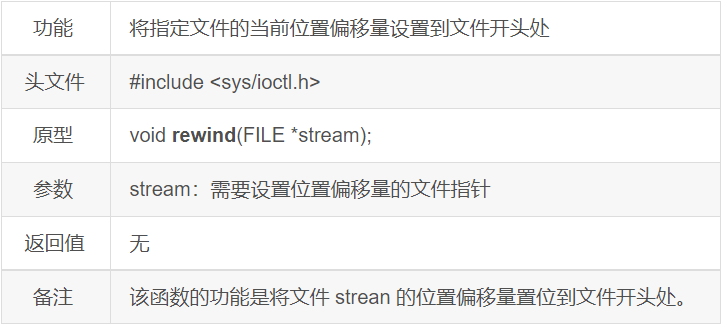 功能 将指定文件的当前位置偏移量设置到文件开头处
头文件 #include <sys/ioctl.h>
原型 void rewind(FILE *stream);
参数 stream：需要设置位置偏移量的文件指针
返回值 无
备注 该函数的功能是将文件 strean 的位置偏移量置位到文件开头处。